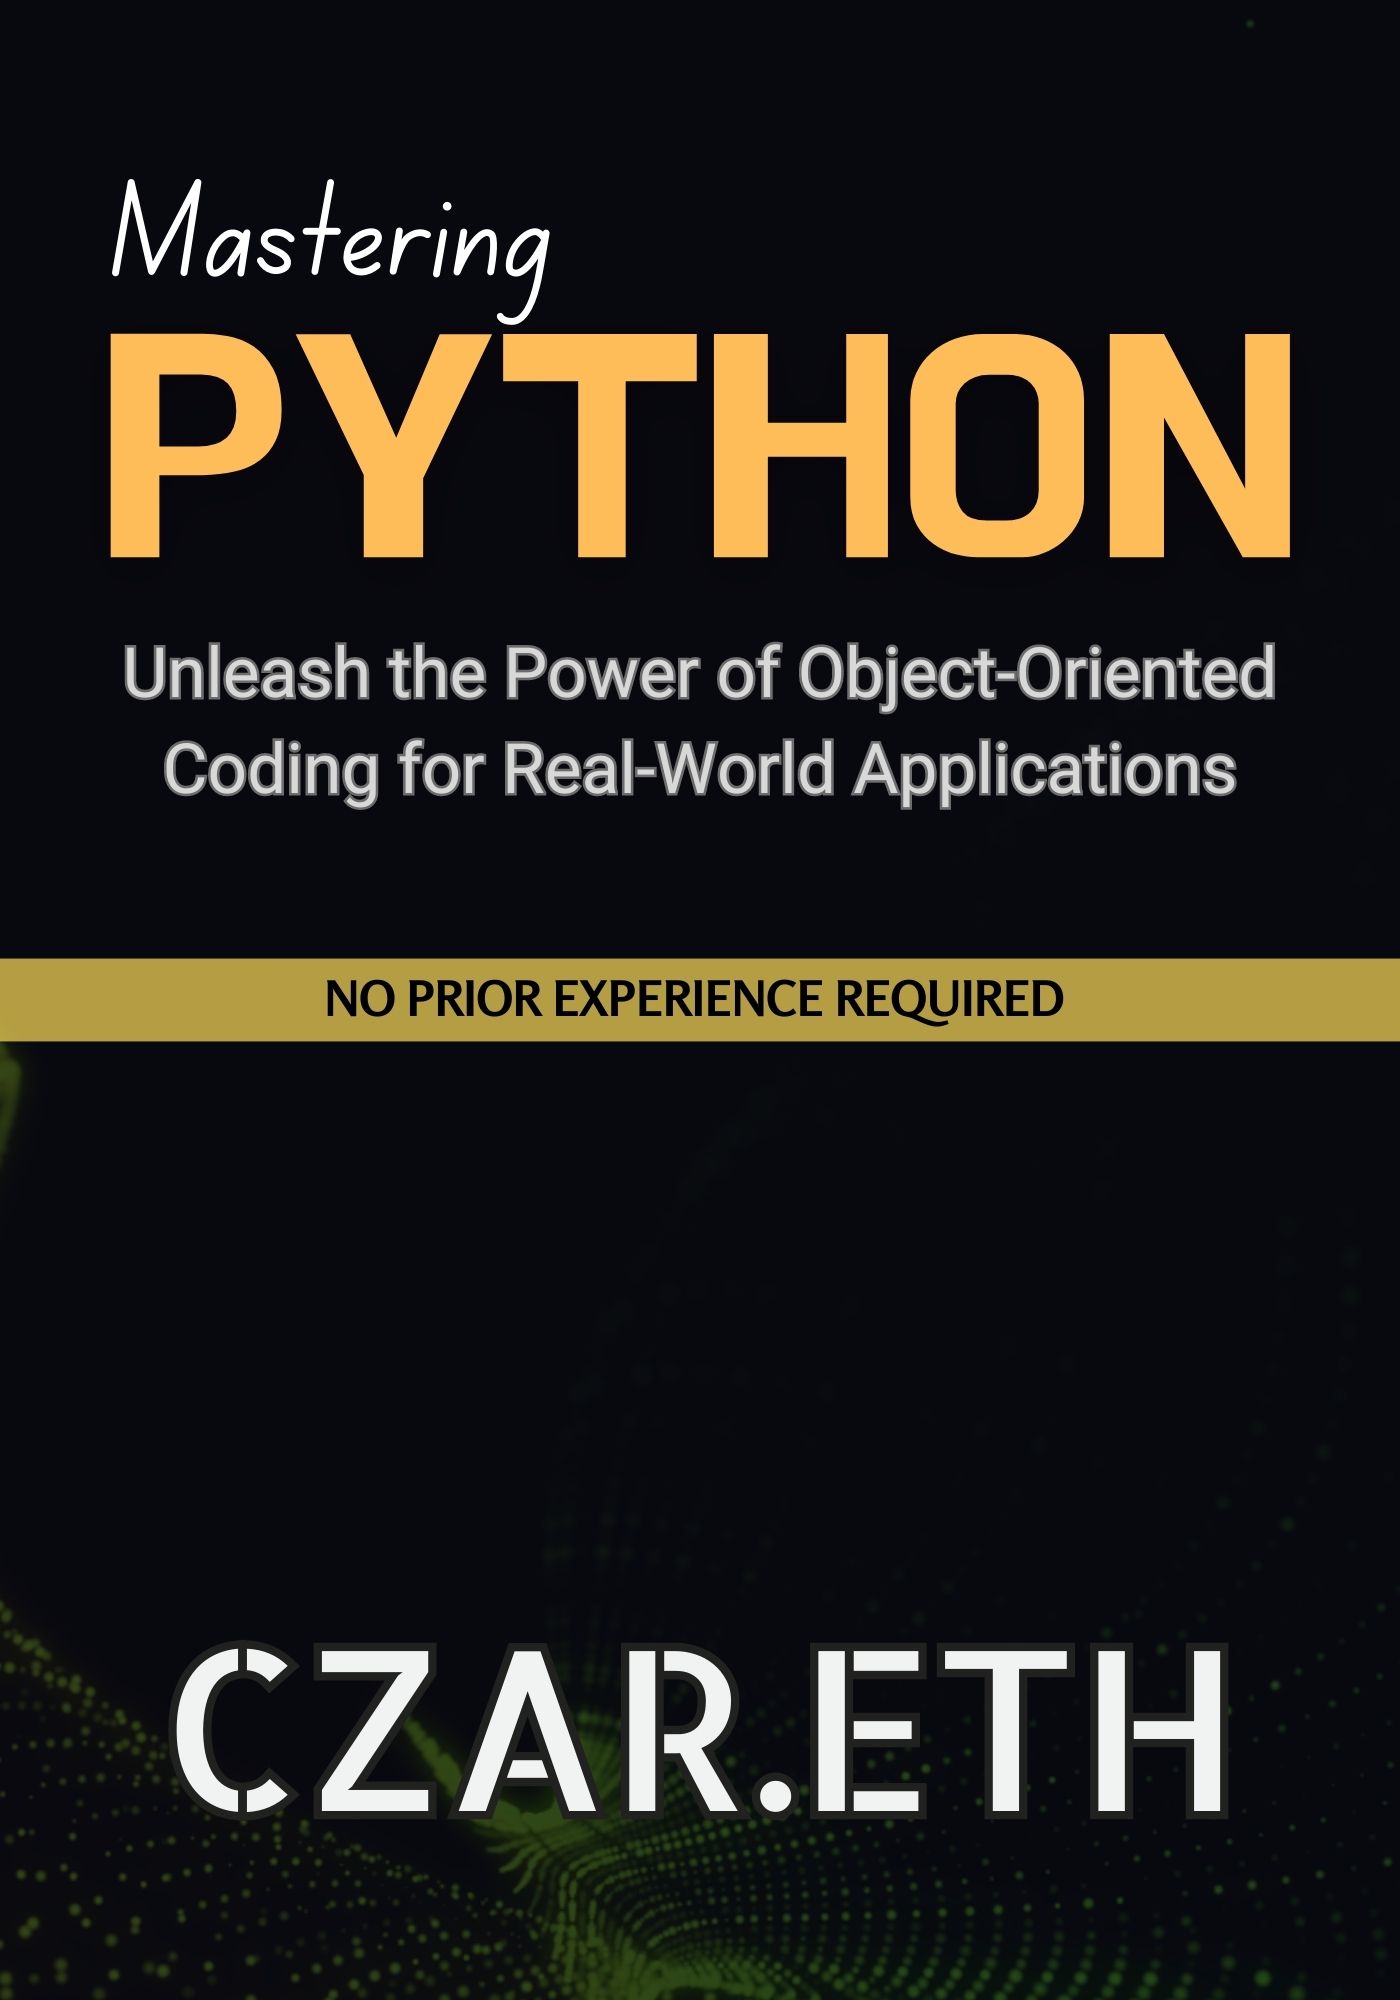 Mastering
PYTHON
Unleash the Power of Object-Oriented
Coding for Real-World Applications
NO PRIOR EXPERIENCE REQUIRED
CZAR.ETH